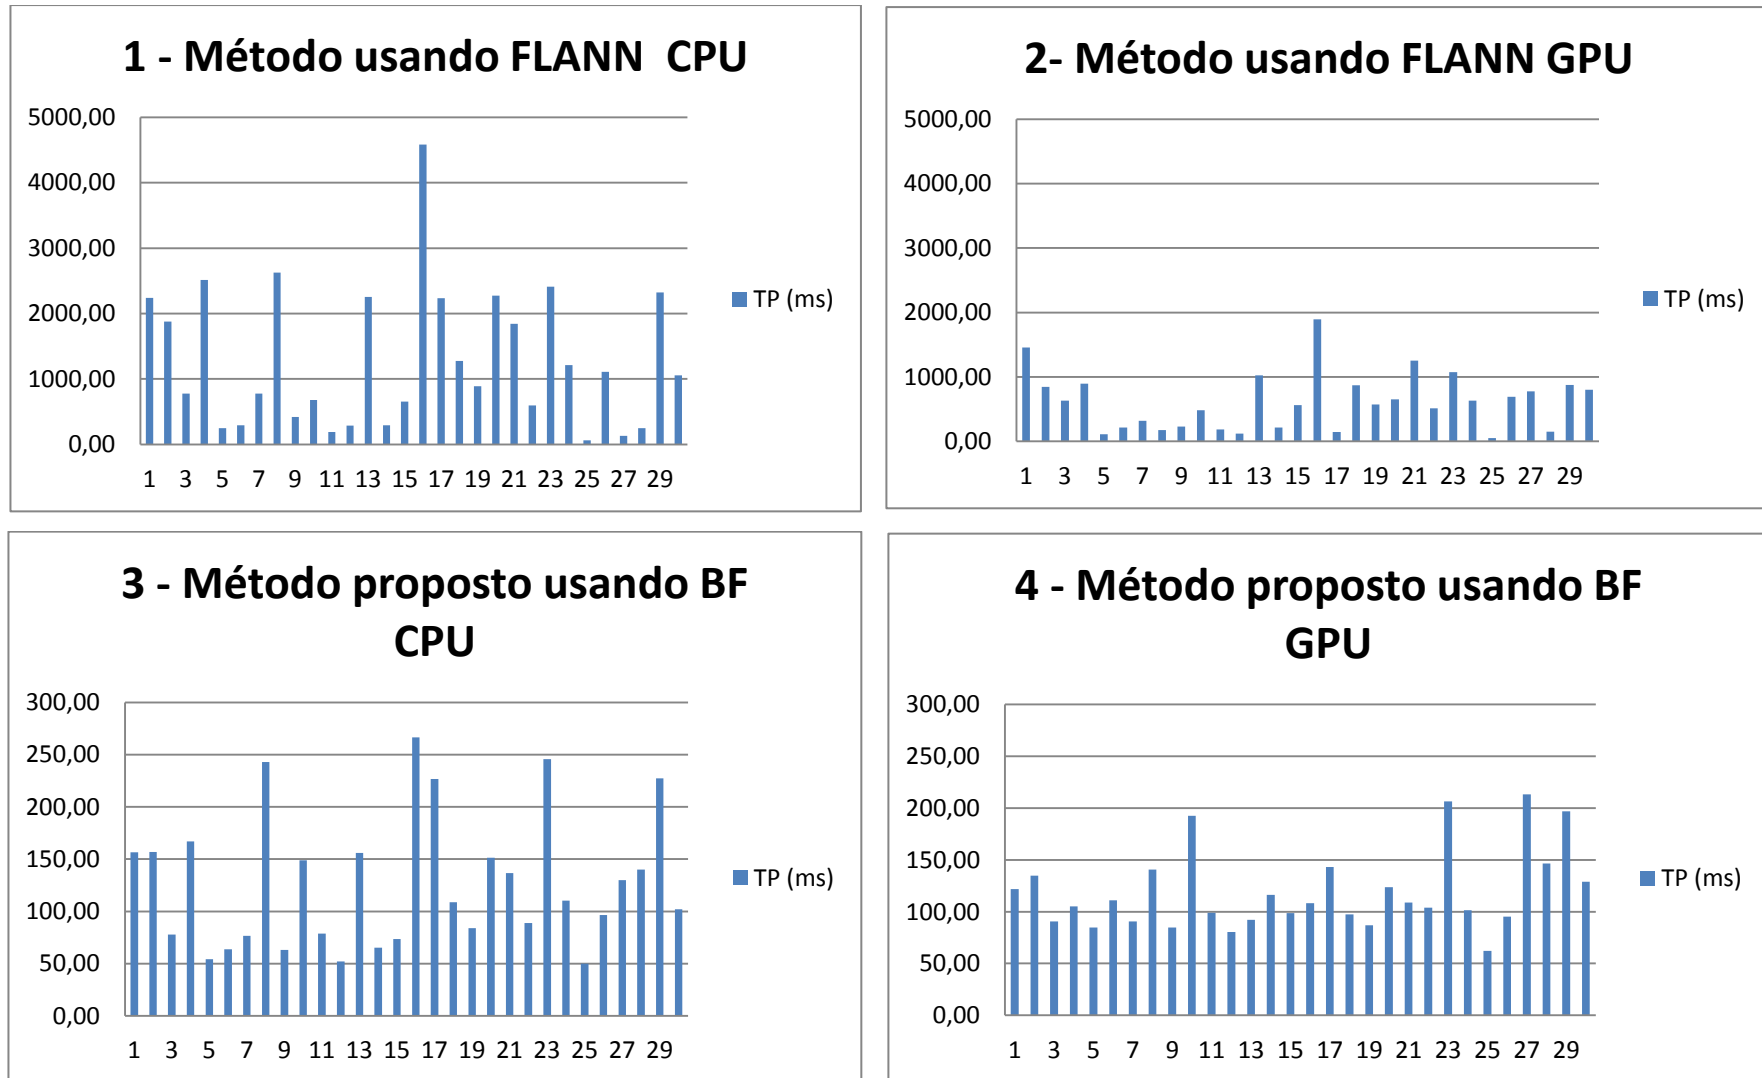 1 - Método usando FLANN  CPU
5000,00
4000,00
3000,00
2000,00
1000,00
0,00
1 3 5 7 9 11 13 15 17 19 21 23 25 27 29
TP (ms)
2- Método usando FLANN GPU
5000,00
4000,00
3000,00
2000,00
1000,00
0,00
1 3 5 7 9 11 13 15 17 19 21 23 25 27 29
TP (ms)
3 - Método proposto usando BF
CPU
300,00
250,00
200,00
150,00
100,00
50,00
0,00
1 3 5 7 9 11 13 15 17 19 21 23 25 27 29
TP (ms)
4 - Método proposto usando BF
GPU
300,00
250,00
200,00
150,00
100,00
50,00
0,00
1 3 5 7 9 11 13 15 17 19 21 23 25 27 29
TP (ms)